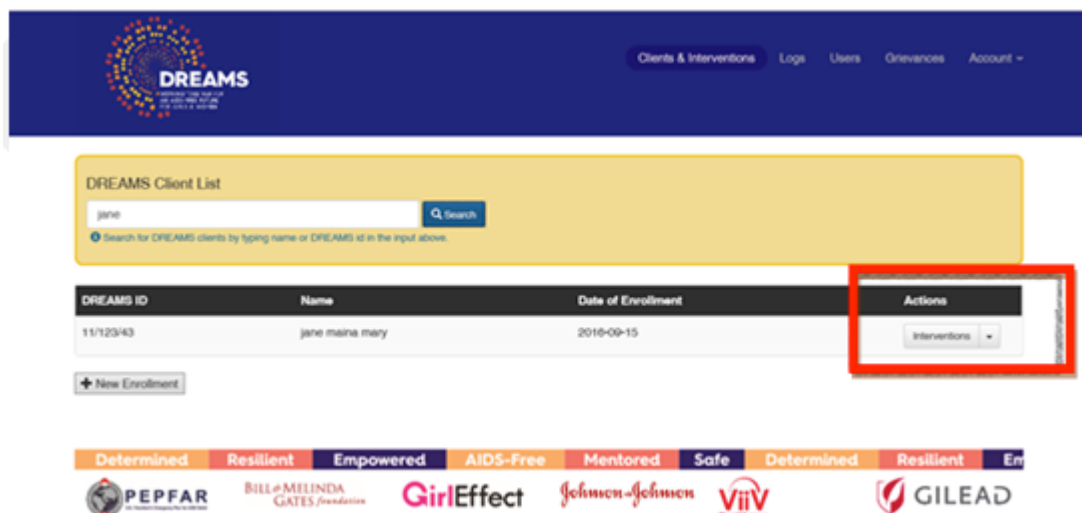 DREAMS
Clients & Interventions Logs Users Grievances Account
DREAMS Client List
jane
Search
Search for DREAMS clients by typing name or DREAMS id in the input above.
DREAMS ID Name Date of Enrollment Actions
11/123/43 jane maina mary 2016-09-15 Interventions
+ New Enrollment
Determined Resilient Empowered AIDS-Free Mentored Safe Determined Resilient Em
PEPFAR BILL & MELINDA GATES foundation GirlEffect Johnson & Johnson ViiV GILEAD